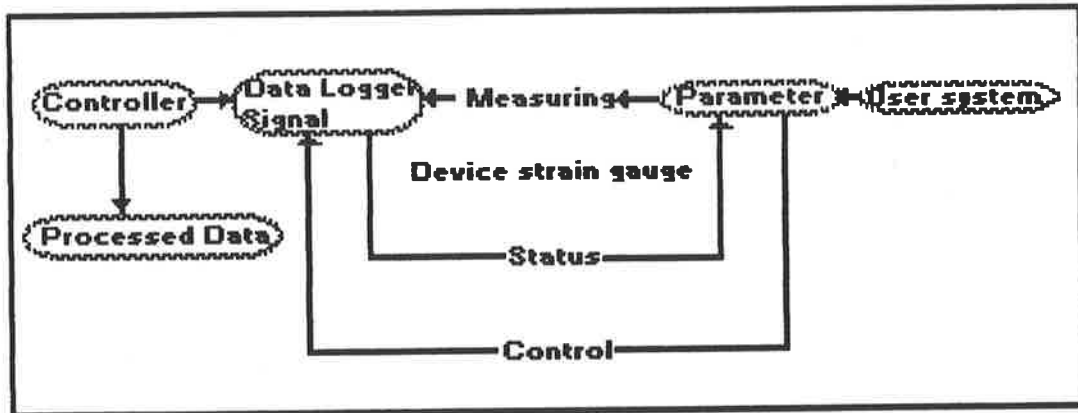 Controller
Data Logger
Signal
Measuring
Parameter
User system
Device strain gauge
Processed Data
Status
Control